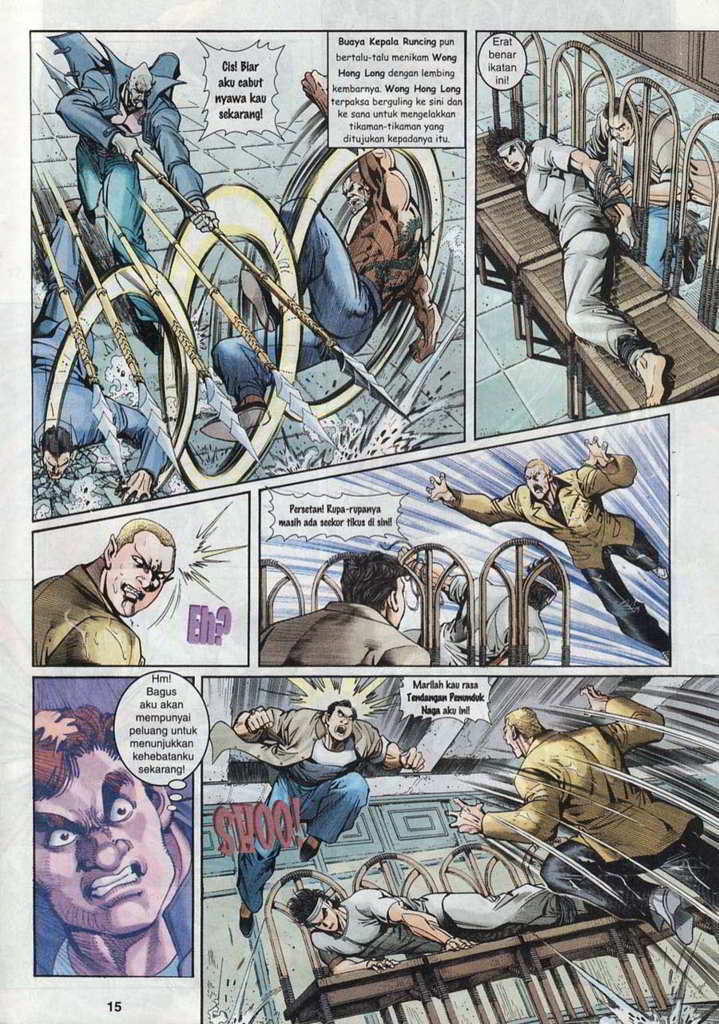 Cis! Biar
aku cabut
nyawa kau
sekarang!
Buaya Kepala Runcing pun
bertalu-talu menikam Wong
Hong Long dengan lembing
kembarnya. Wong Hong Long
terpaksa berguling ke sini dan
ke sana untuk mengelakkan
tikaman-tikaman yang
ditujukan kepadanya itu.
Erat
benar
ikatan
ini!
Eh?
Persetan! Rupa-rupanya
masih ada seekor tikus di sini!
Hm!
Bagus
aku akan
mempunyai
peluang untuk
menunjukkan
kehebatanku
sekarang!
Marilah kau rasa
Tendangan Penunduk
Naga aku ini!
SHOO!
15